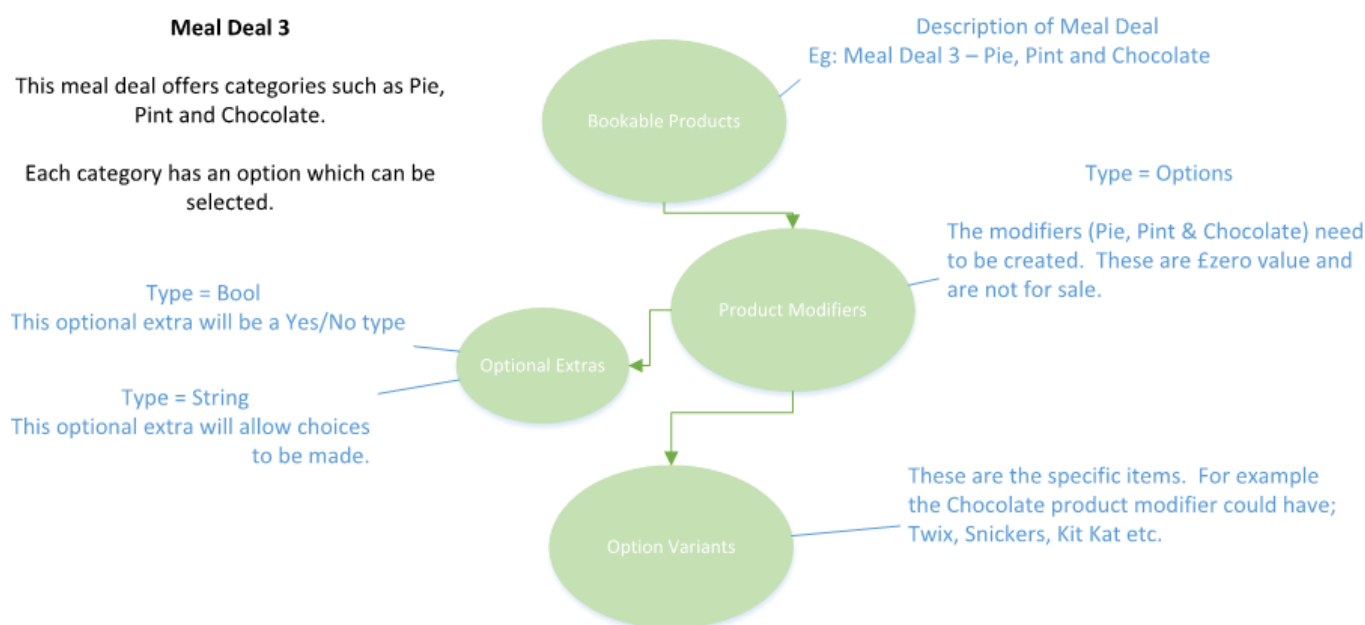 Meal Deal 3
This meal deal offers categories such as Pie,
Pint and Chocolate.
Each category has an option which can be
selected.
Description of Meal Deal
Eg: Meal Deal 3 – Pie, Pint and Chocolate
Bookable Products
Type = Options
The modifiers (Pie, Pint & Chocolate) need
to be created.  These are £zero value and
are not for sale.
Product Modifiers
Type = Bool
This optional extra will be a Yes/No type
Optional Extras
Type = String
This optional extra will allow choices
to be made.
These are the specific items.  For example
the Chocolate product modifier could have;
Twix, Snickers, Kit Kat etc.
Option Variants